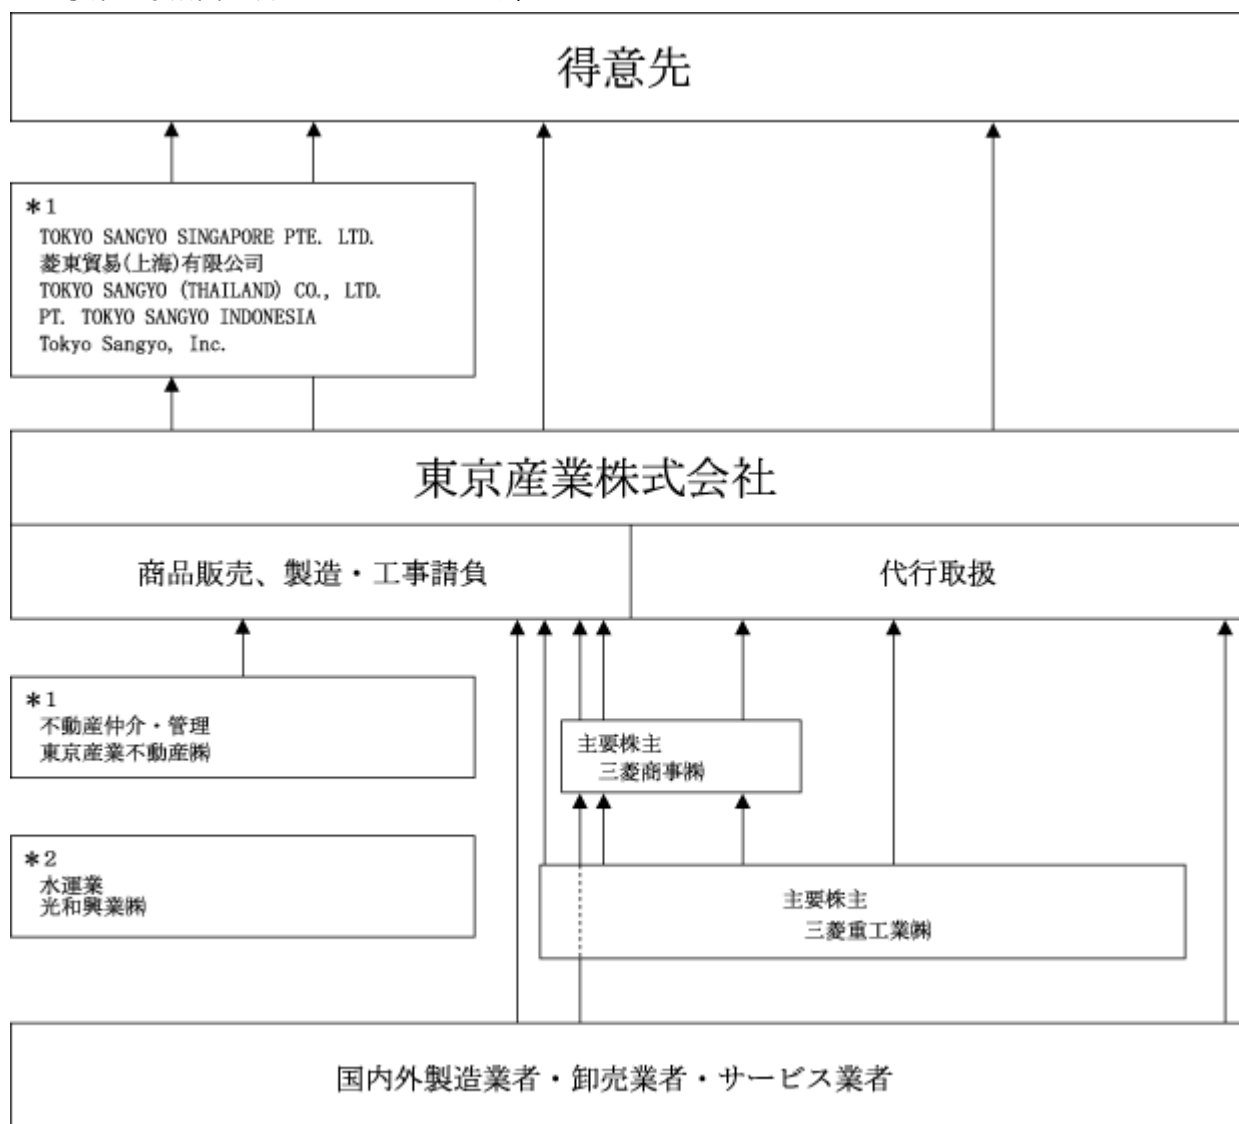 得意先
＊1
TOKYO SANGYO SINGAPORE PTE. LTD.
菱東貿易(上海)有限公司
TOKYO SANGYO (THAILAND) CO., LTD.
PT. TOKYO SANGYO INDONESIA
Tokyo Sangyo, Inc.
東京産業株式会社
商品販売、製造・工事請負
代行取扱
＊1
不動産仲介・管理
東京産業不動産㈱
主要株主
三菱商事㈱
＊2
水運業
光和興業㈱
主要株主
三菱重工業㈱
国内外製造業者・卸売業者・サービス業者